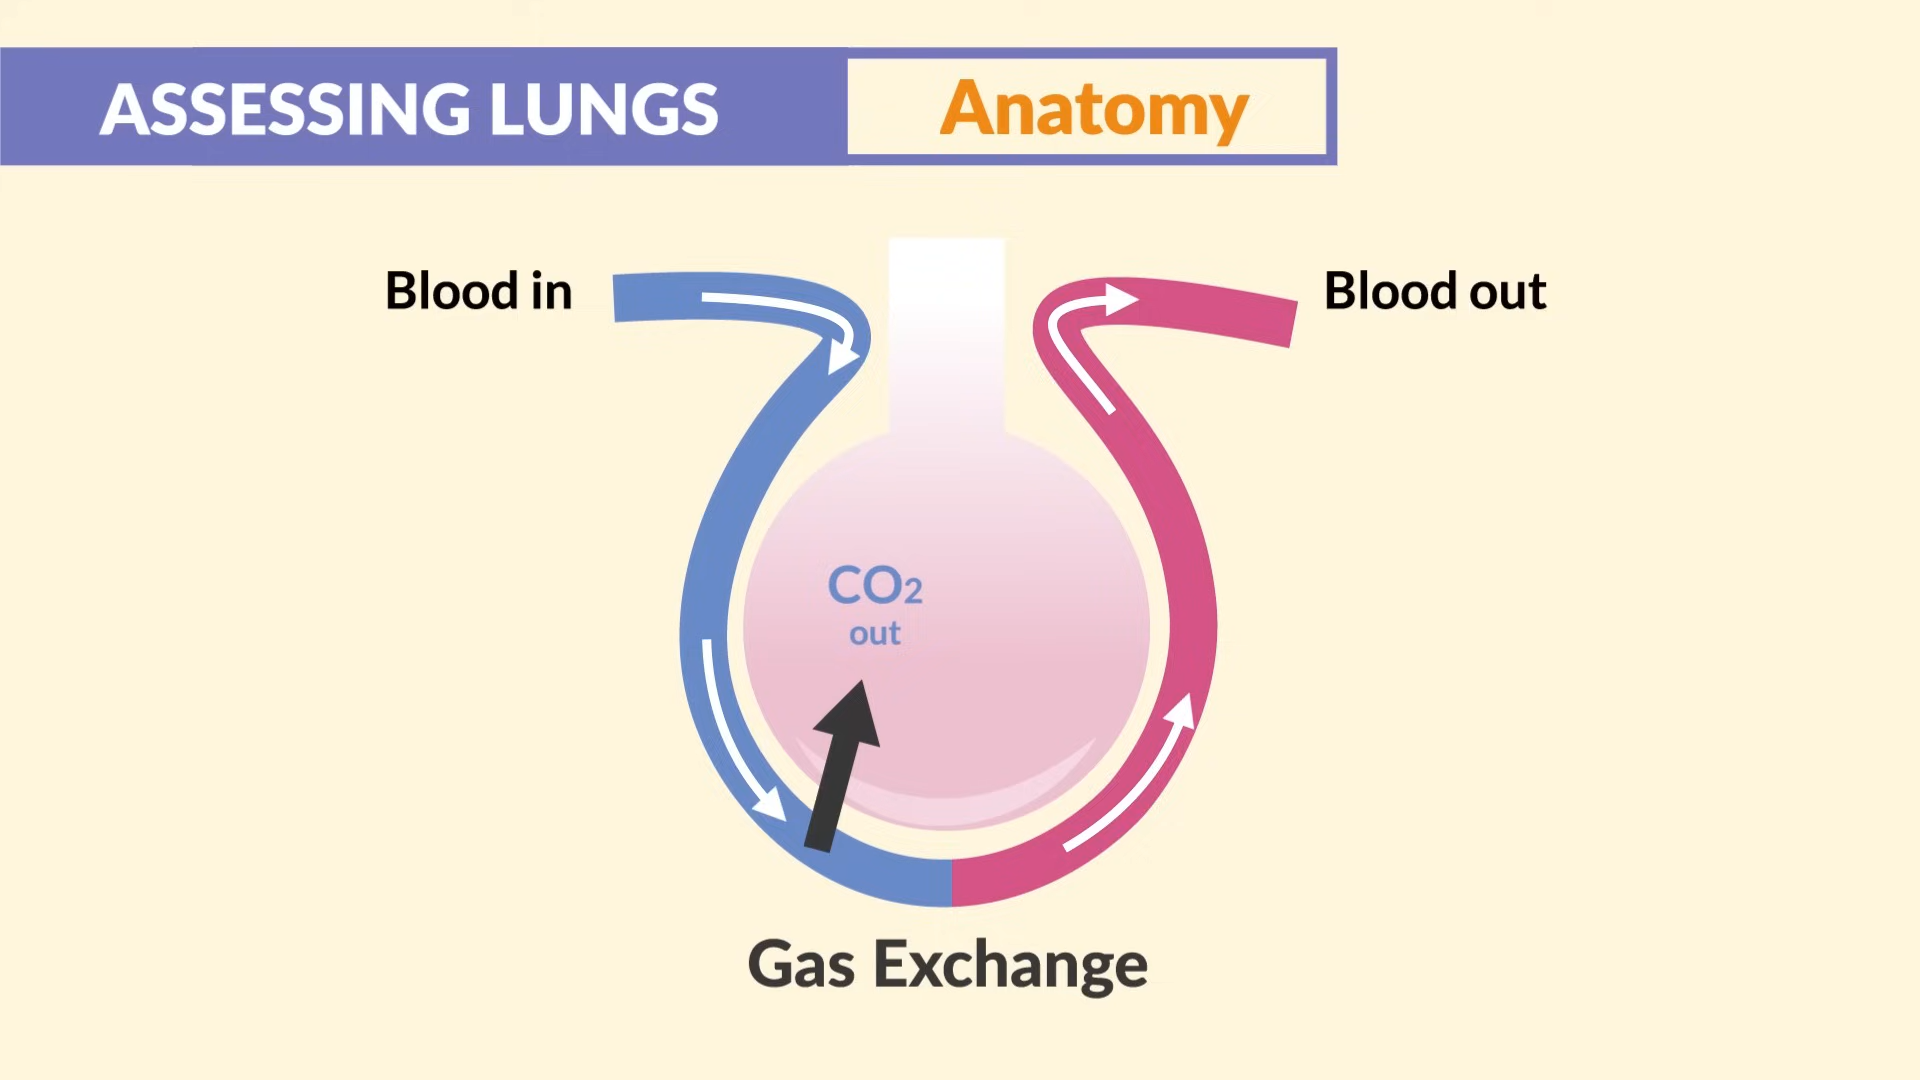 ASSESSING LUNGS
Anatomy
Blood in
Blood out
CO₂
out
Gas Exchange